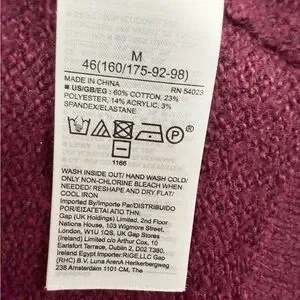 M
46(160/175-92-98)
MADE IN CHINA RN 54023
■ US/GB/EG : 60% COTTON, 23%
POLYESTER, 14% ACRYLIC, 3%
SPANDEX/ELASTANE
P
1166
WASH INSIDE OUT/ HAND WASH COLD/
ONLY NON-CHLORINE BLEACH WHEN
NEEDED/ RESHAPE AND DRY FLAT/
COOL IRON
Imported By/Importe Par/DISTRIBUIDO
POR/ΕΙΣΑΓΕΤΑΙ ΑΠΟ :
Gap (UK Holdings) Limited, 2nd Floor
Nations House, 103 Wigmore Street,
London, W1U 1QS, UK/ GPS (Ireland)
(Ireland) Limited c/o Arthur Cox, 10
Earlsfort Terrace, Dublin 2, D02 T380,
Ireland Gap Importer: RIGE,LLC Gap
(RHC) B.V. Luna ArenA Herikerbergweg
238 Amsterdam 1101 CM, The